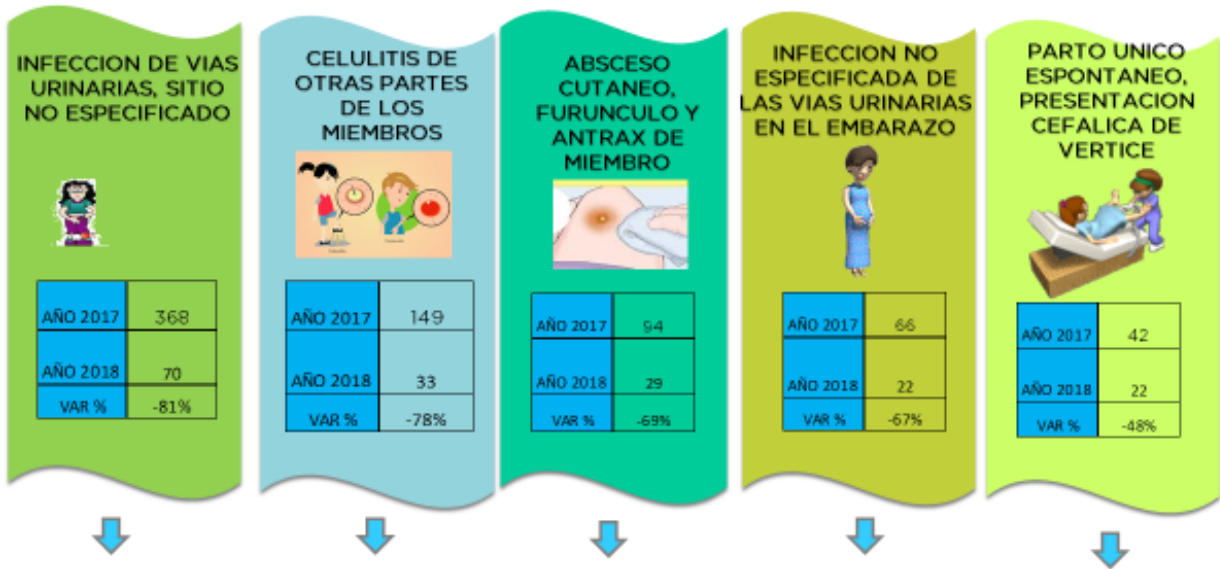 INFECCION DE VIAS
URINARIAS, SITIO
NO ESPECIFICADO
AÑO 2017 368
AÑO 2018 70
VAR % -81%
CELULITIS DE
OTRAS PARTES
DE LOS
MIEMBROS
AÑO 2017 149
AÑO 2018 33
VAR % -78%
ABSCESO
CUTANEO,
FURUNCULO Y
ANTRAX DE
MIEMBRO
AÑO 2017 94
AÑO 2018 29
VAR % -69%
INFECCION NO
ESPECIFICADA DE
LAS VIAS URINARIAS
EN EL EMBARAZO
AÑO 2017 66
AÑO 2018 22
VAR % -67%
PARTO UNICO
ESPONTANEO,
PRESENTACION
CEFALICA DE
VERTICE
AÑO 2017 42
AÑO 2018 22
VAR % -48%